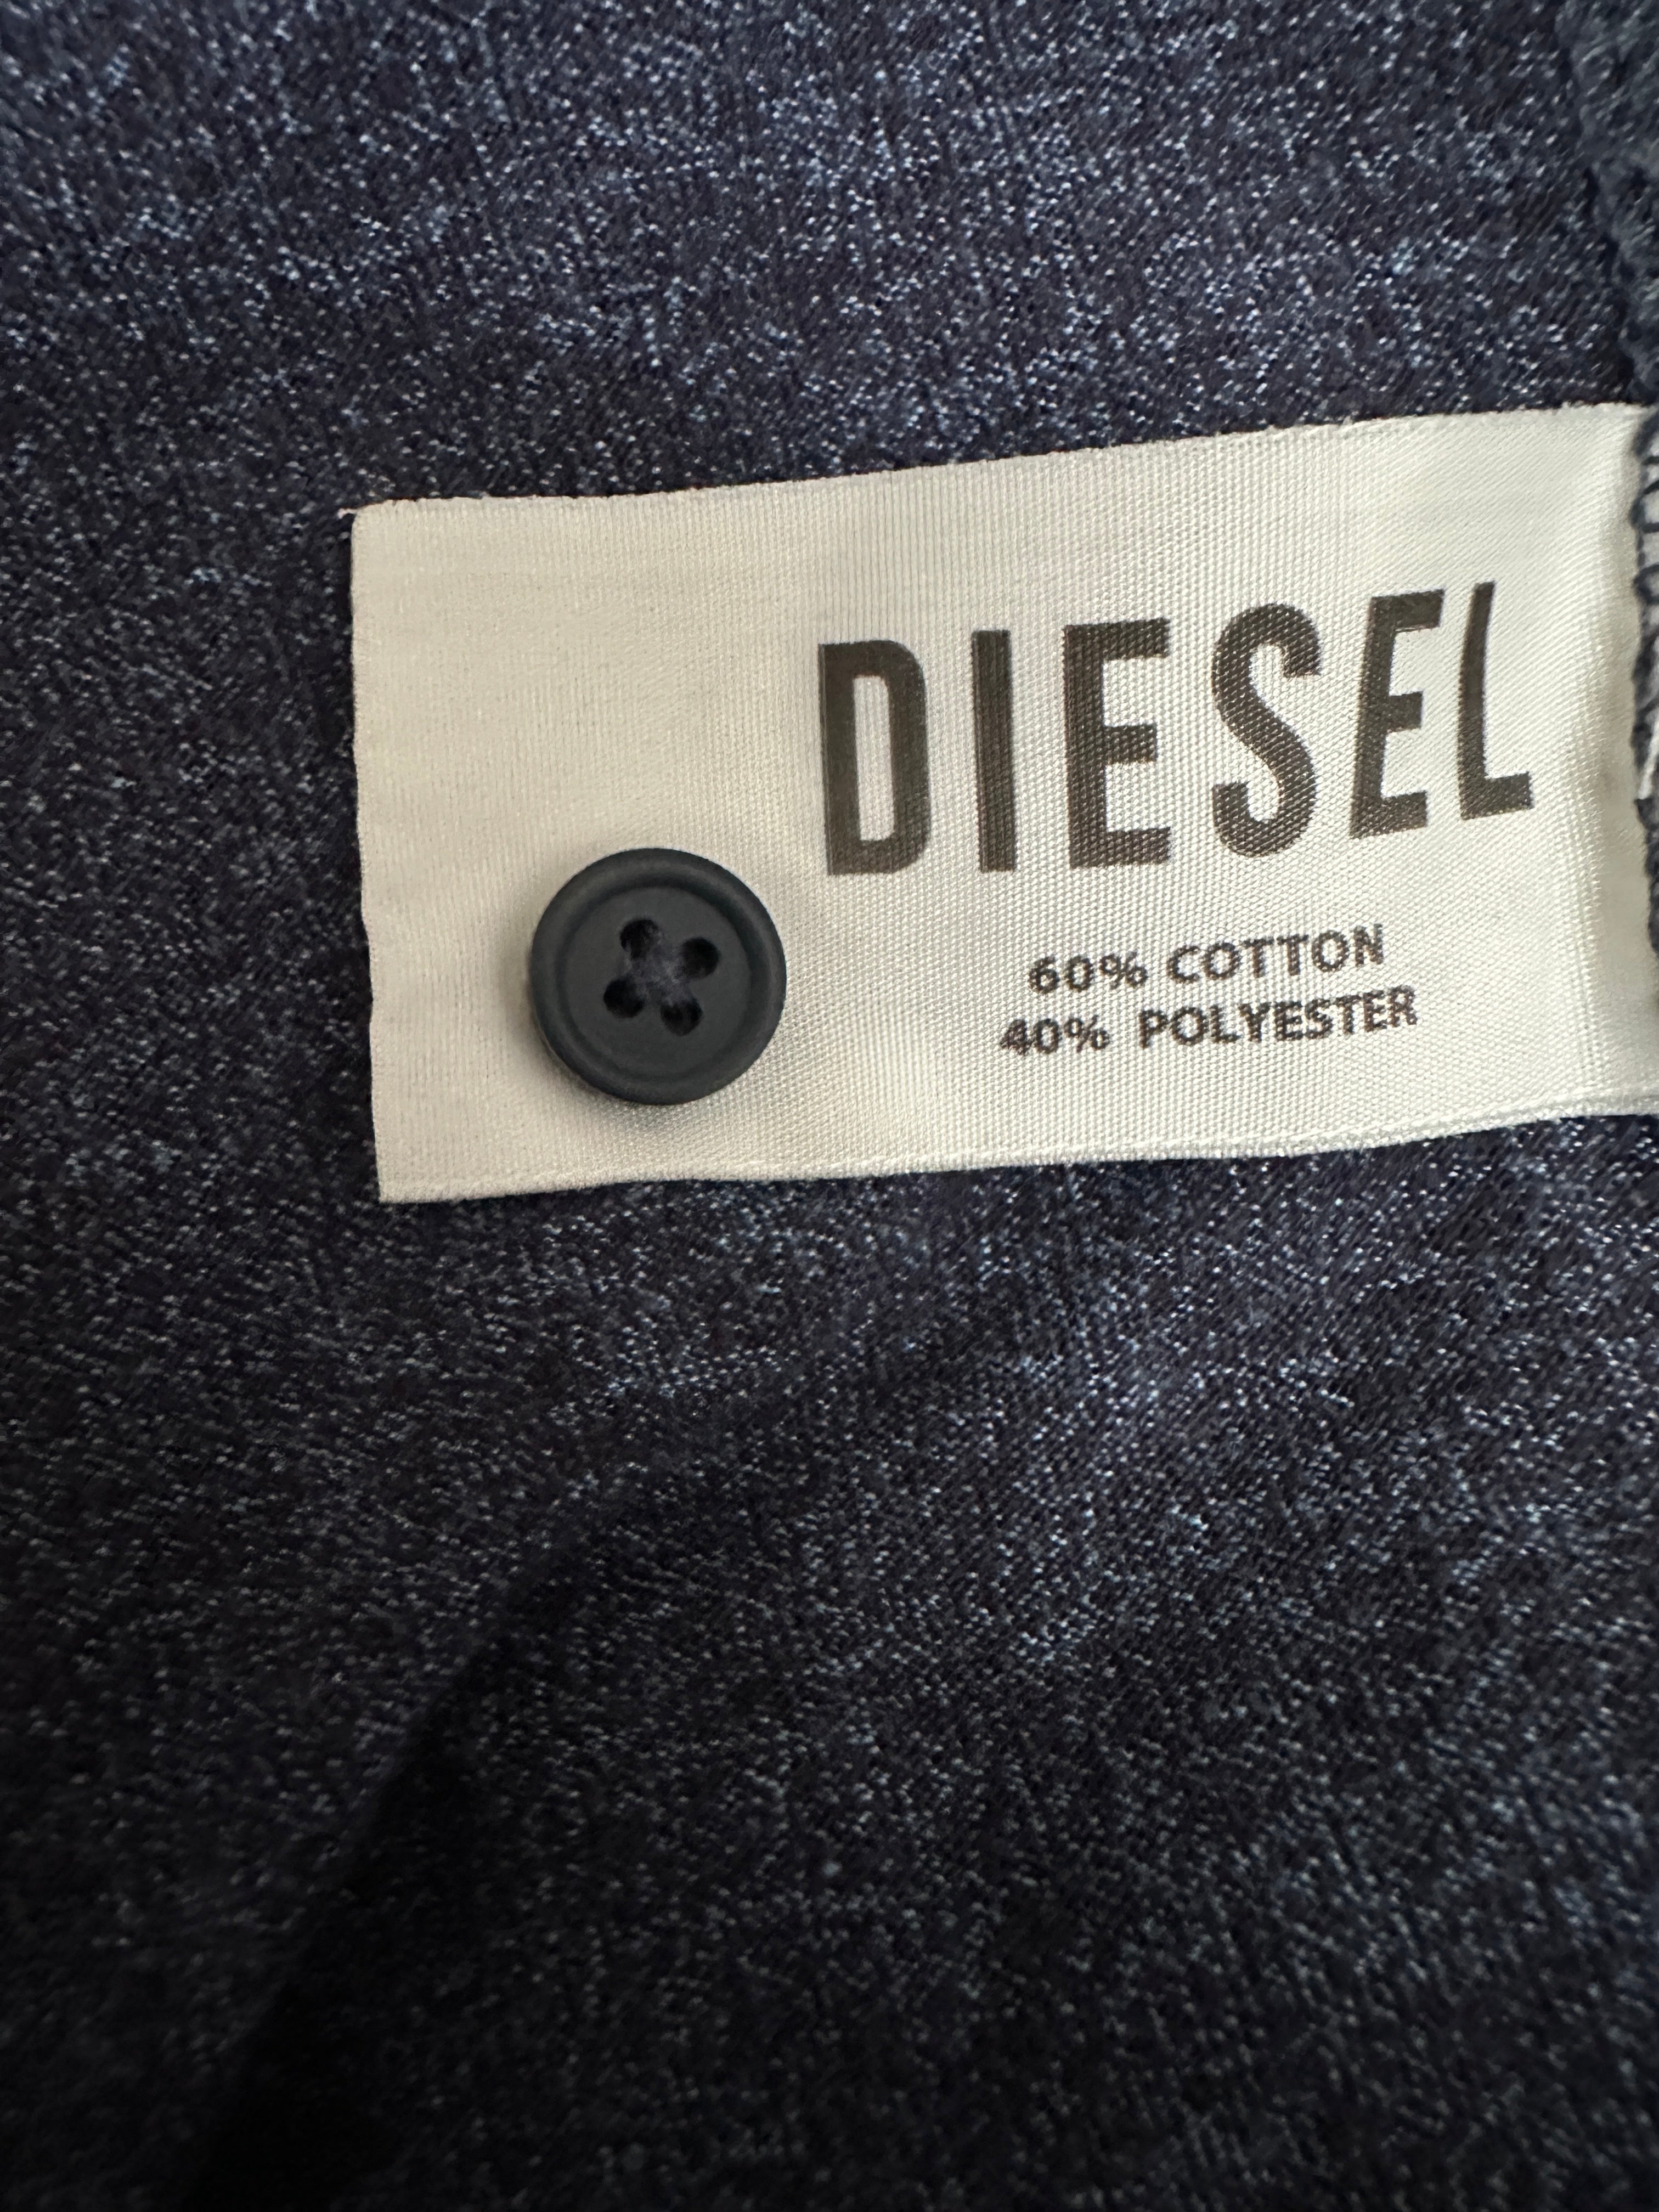 DIESEL
60% COTTON
40% POLYESTER